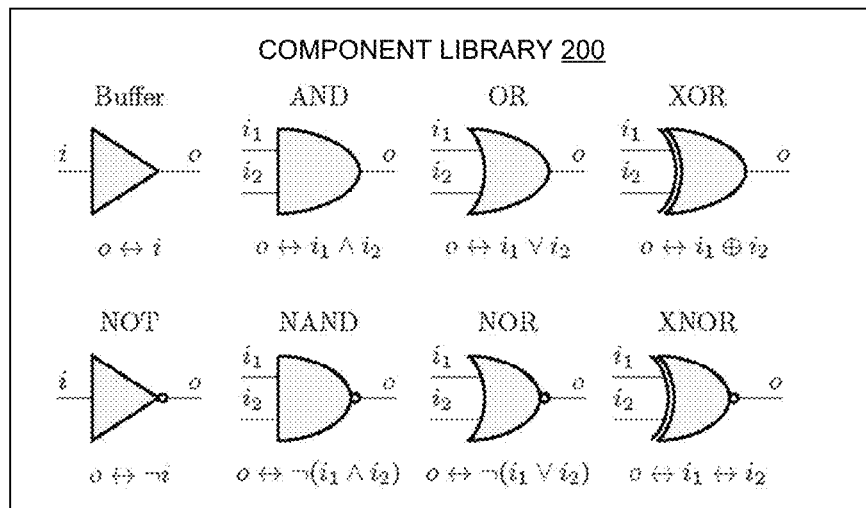 COMPONENT LIBRARY 200
Buffer AND OR XOR
i o i₁ i₂ o i₁ i₂ o i₁ i₂ o
o ↔ i o ↔ i₁ ∧ i₂ o ↔ i₁ ∨ i₂ o ↔ i₁ ⊕ i₂
NOT NAND NOR XNOR
i o i₁ i₂ o i₁ i₂ o i₁ i₂ o
o ↔ ¬i o ↔ ¬(i₁ ∧ i₂) o ↔ ¬(i₁ ∨ i₂) o ↔ i₁ ↔ i₂